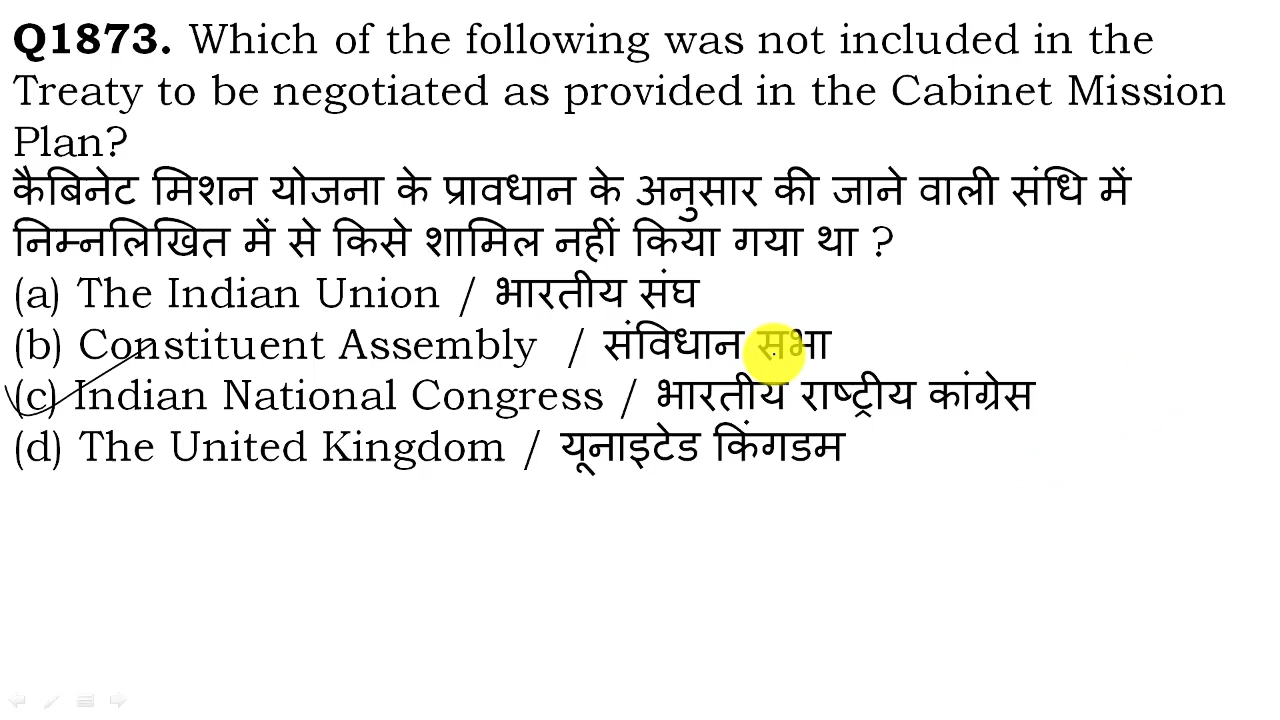 Q1873. Which of the following was not included in the
Treaty to be negotiated as provided in the Cabinet Mission
Plan?
कैबिनेट मिशन योजना के प्रावधान के अनुसार की जाने वाली संधि में
निम्नलिखित में से किसे शामिल नहीं किया गया था ?
(a) The Indian Union / भारतीय संघ
(b) Constituent Assembly / संविधान सभा
(c) Indian National Congress / भारतीय राष्ट्रीय कांग्रेस
(d) The United Kingdom / यूनाइटेड किंगडम